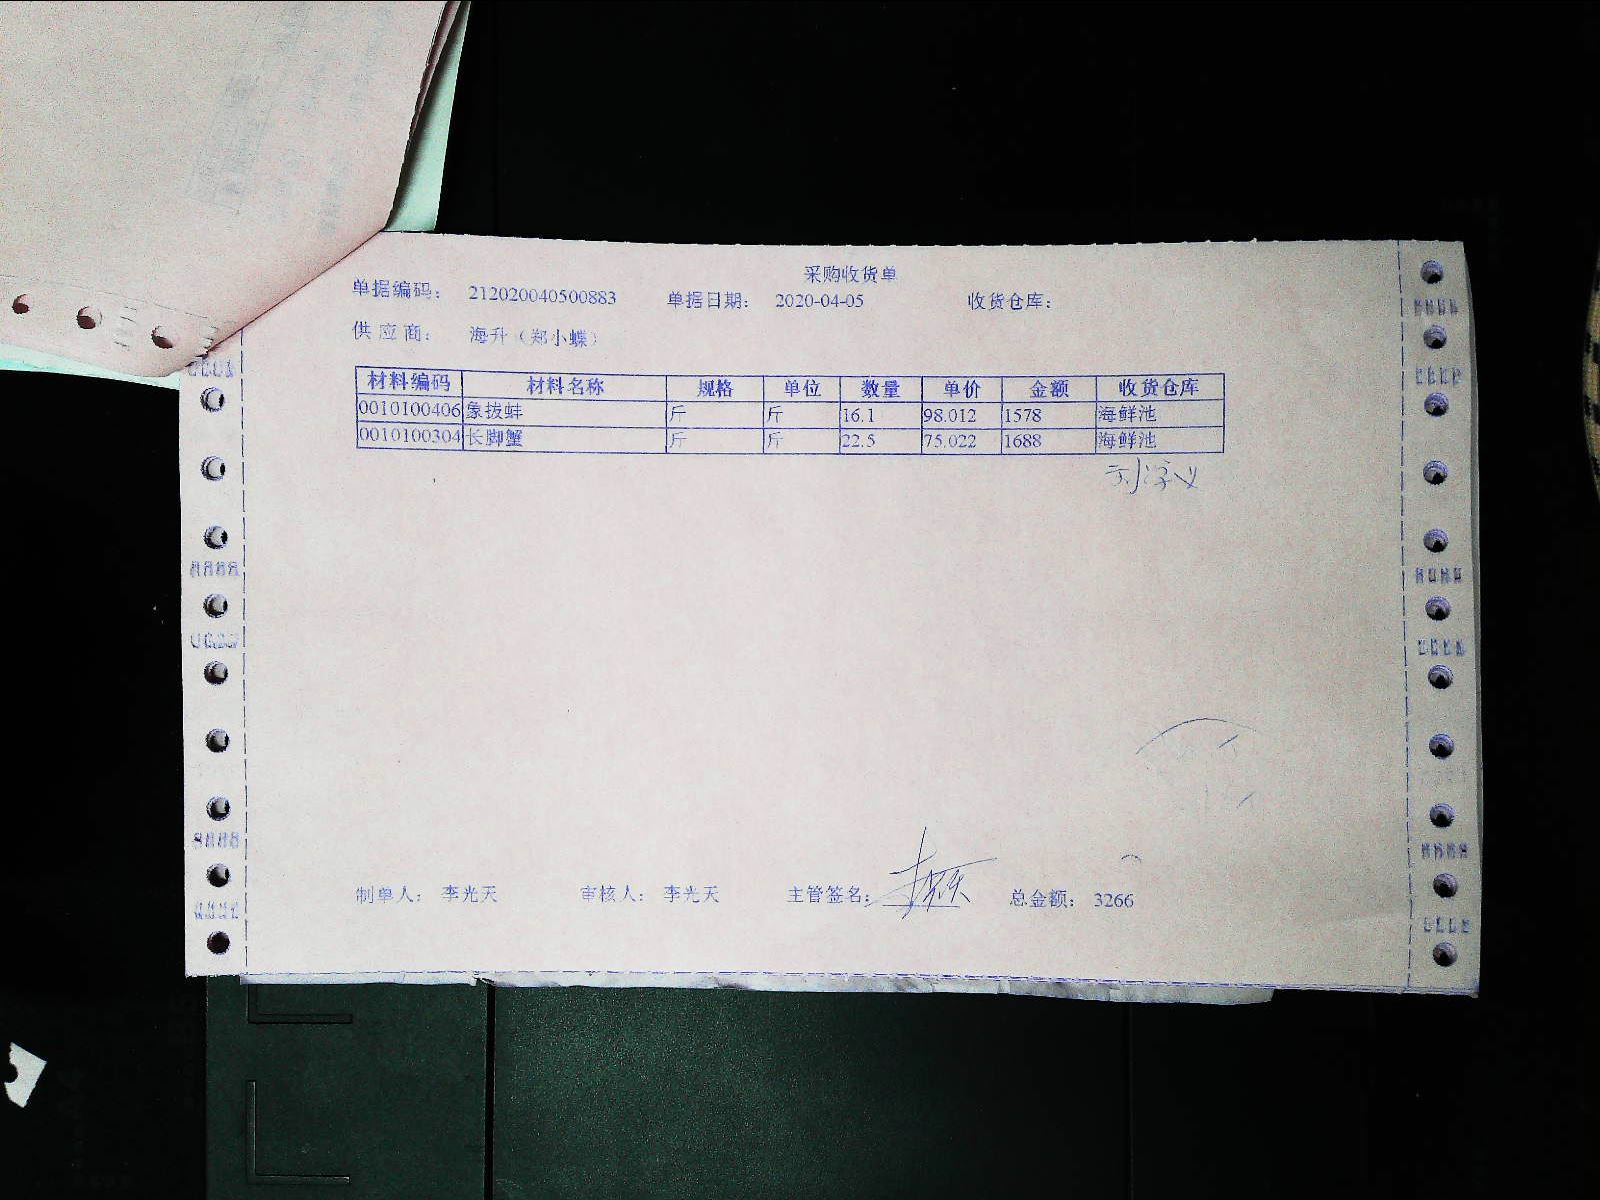 采购收货单
单据编码： 212020040500883 单据日期： 2020-04-05 收货仓库：
供应商： 海升（郑小蝶）
材料编码 材料名称 规格 单位 数量 单价 金额 收货仓库
0010100406 象拔蚌 斤 斤 16.1 98.012 1578 海鲜池
0010100304 长脚蟹 斤 斤 22.5 75.022 1688 海鲜池
制单人： 李光天 审核人： 李光天 主管签名： 总金额： 3266